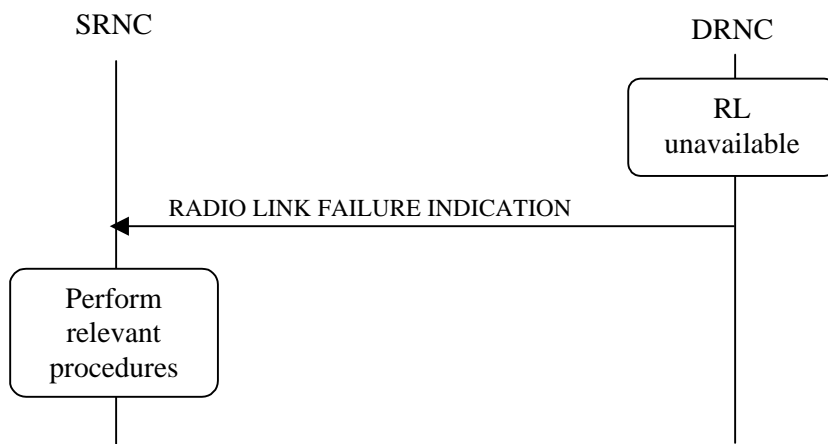 SRNC
DRNC
RL
unavailable
RADIO LINK FAILURE INDICATION
Perform
relevant
procedures